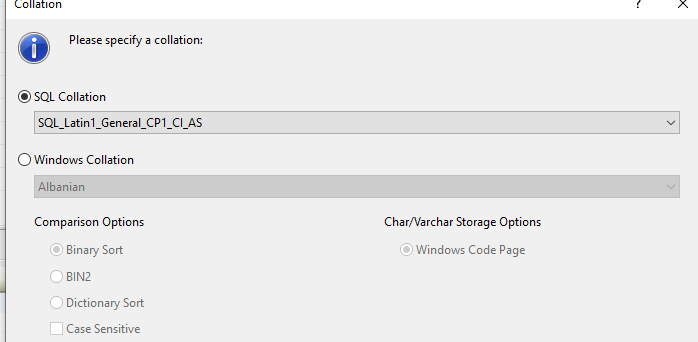 Collation
?
Please specify a collation:
SQL Collation
SQL_Latin1_General_CP1_CI_AS
Windows Collation
Albanian
Comparison Options
Char/Varchar Storage Options
Binary Sort
Windows Code Page
BIN2
Dictionary Sort
Case Sensitive